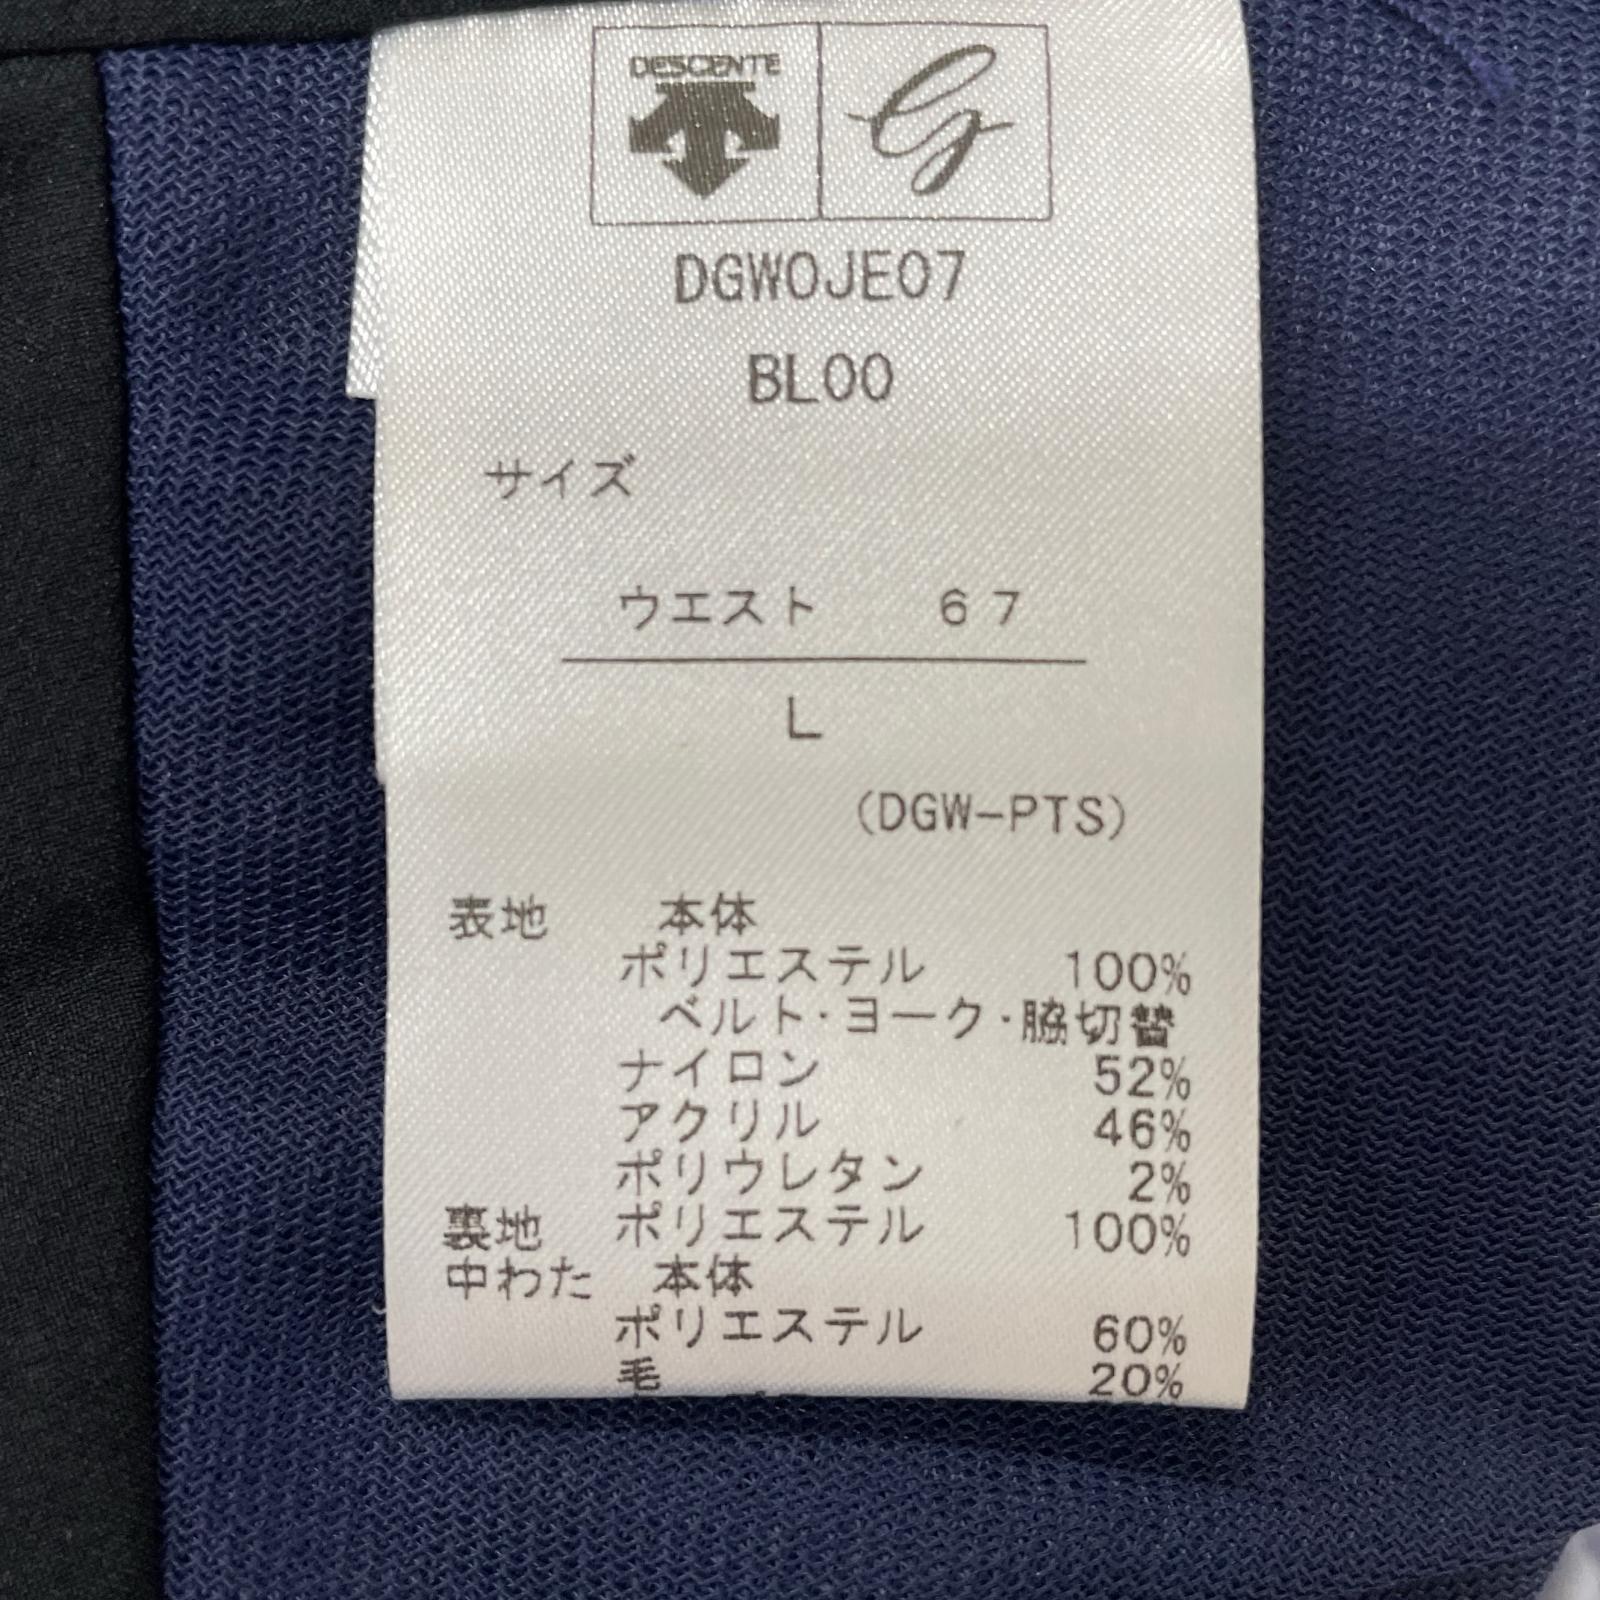 DESCENTE
G
DGWOJE07
BL00
サイズ
ウエスト 67
L
(DGW-PTS)
表地 本体
ポリエステル 100%
ベルト・ヨーク・脇切替
ナイロン 52%
アクリル 46%
ポリウレタン 2%
裏地 ポリエステル 100%
中わた 本体
ポリエステル 60%
毛 20%